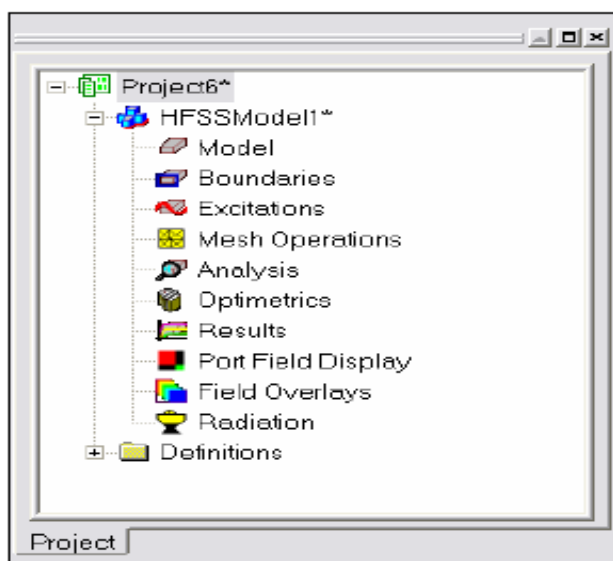 Project6*
HFSSModel1*
Model
Boundaries
Excitations
Mesh Operations
Analysis
Optimetrics
Results
Port Field Display
Field Overlays
Radiation
Definitions
Project